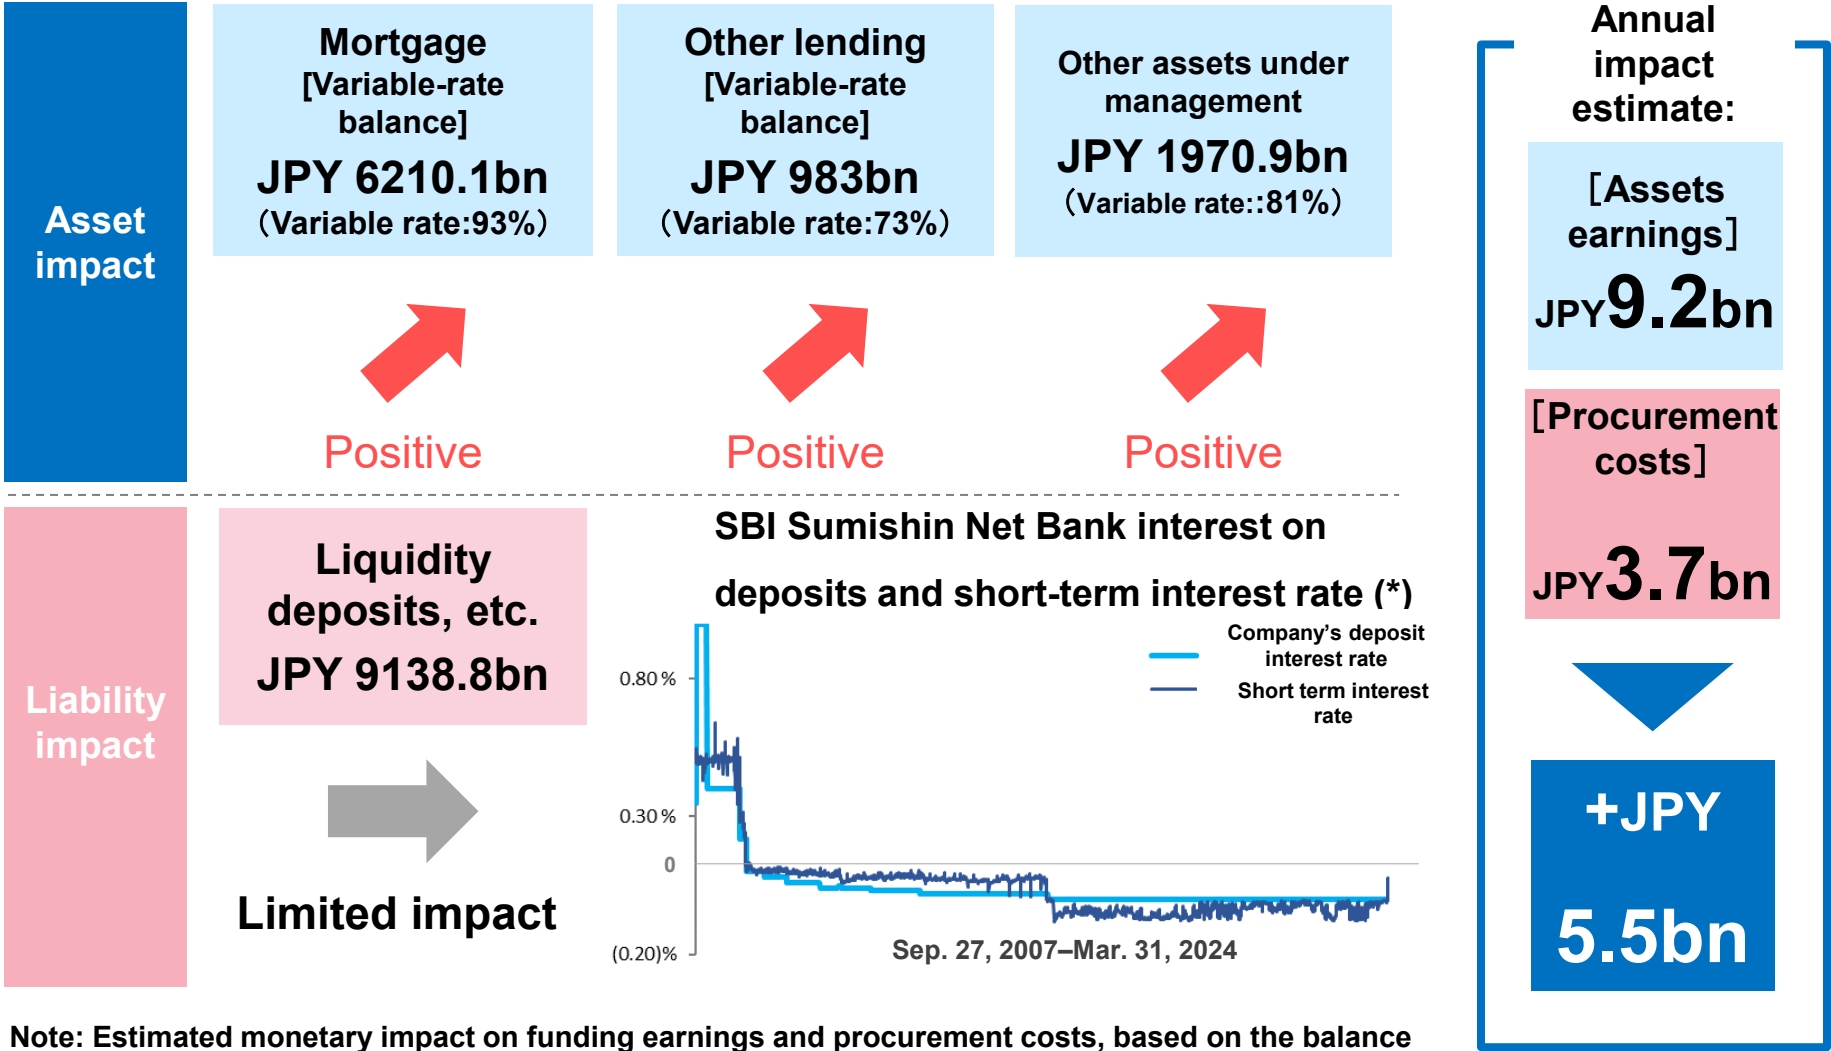 Asset
impact
Mortgage
[Variable-rate
balance]
JPY 6210.1bn
（Variable rate:93%）
Positive
Other lending
[Variable-rate
balance]
JPY 983bn
（Variable rate:73%）
Positive
Other assets under
management
JPY 1970.9bn
（Variable rate::81%）
Positive
Liability
impact
Liquidity
deposits, etc.
JPY 9138.8bn
Limited impact
SBI Sumishin Net Bank interest on
deposits and short-term interest rate (*)
Company’s deposit
interest rate
Short term interest
rate
0.80%
0.30%
0
(0.20)%
Sep. 27, 2007–Mar. 31, 2024
Annual
impact
estimate:
［Assets
earnings］
JPY9.2bn
［Procurement
costs］
JPY3.7bn
+JPY
5.5bn
Note: Estimated monetary impact on funding earnings and procurement costs, based on the balance